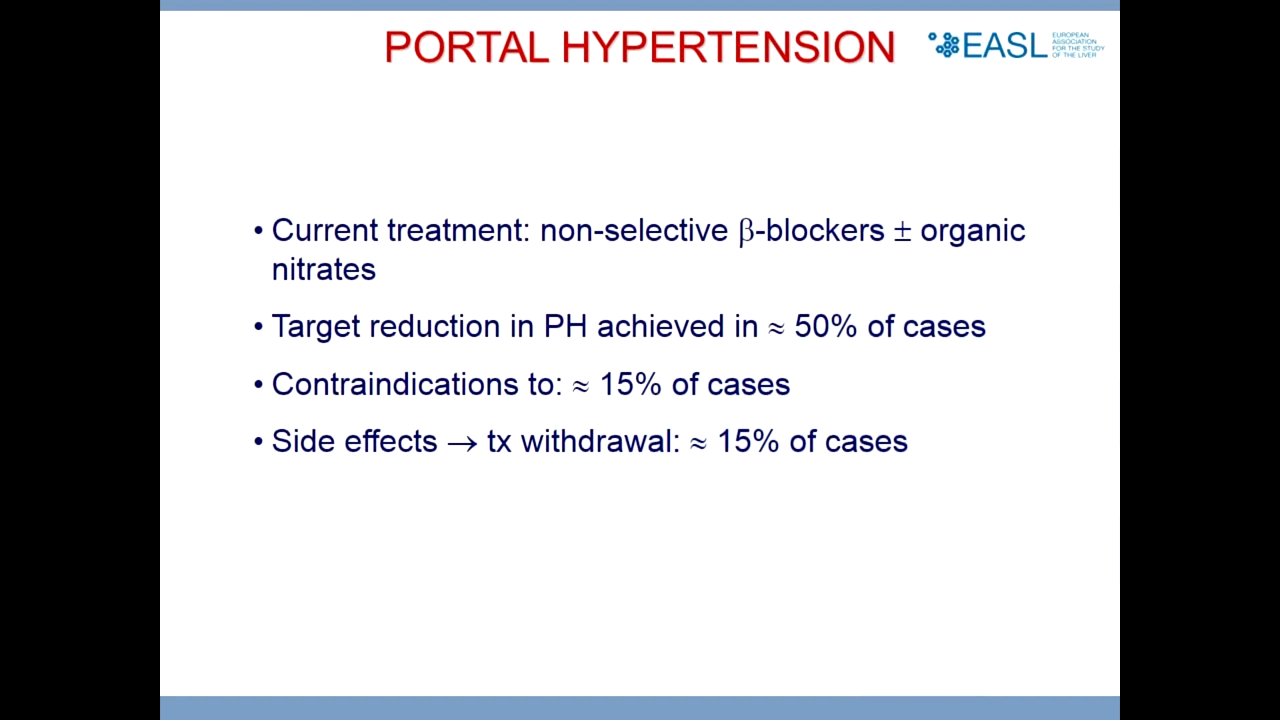 PORTAL HYPERTENSION
EASL
EUROPEAN
ASSOCIATION
FOR THE STUDY
OF THE LIVER
• Current treatment: non-selective β-blockers ± organic
nitrates
• Target reduction in PH achieved in ≈ 50% of cases
• Contraindications to: ≈ 15% of cases
• Side effects → tx withdrawal: ≈ 15% of cases